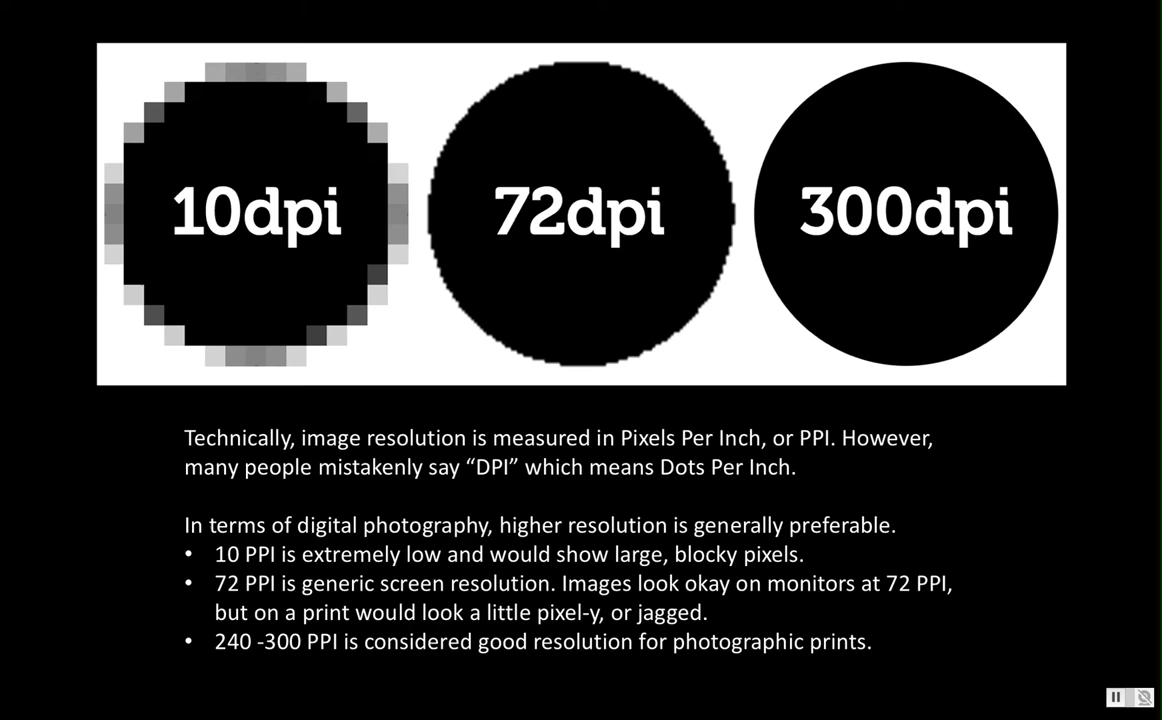 10dpi 72dpi 300dpi
Technically, image resolution is measured in Pixels Per Inch, or PPI. However,
many people mistakenly say “DPI” which means Dots Per Inch.
In terms of digital photography, higher resolution is generally preferable.
• 10 PPI is extremely low and would show large, blocky pixels.
• 72 PPI is generic screen resolution. Images look okay on monitors at 72 PPI,
but on a print would look a little pixel-y, or jagged.
• 240 -300 PPI is considered good resolution for photographic prints.